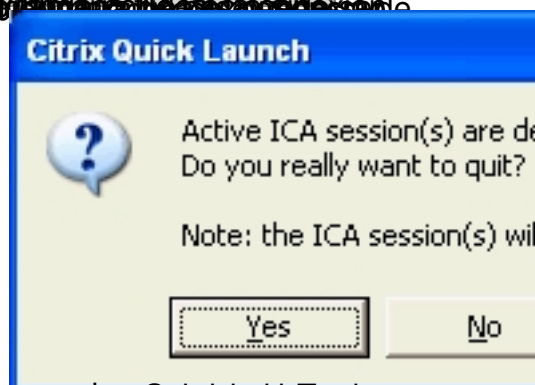 Citrix Quick Launch
Active ICA session(s) are de
Do you really want to quit?
Note: the ICA session(s) wil
Yes
No